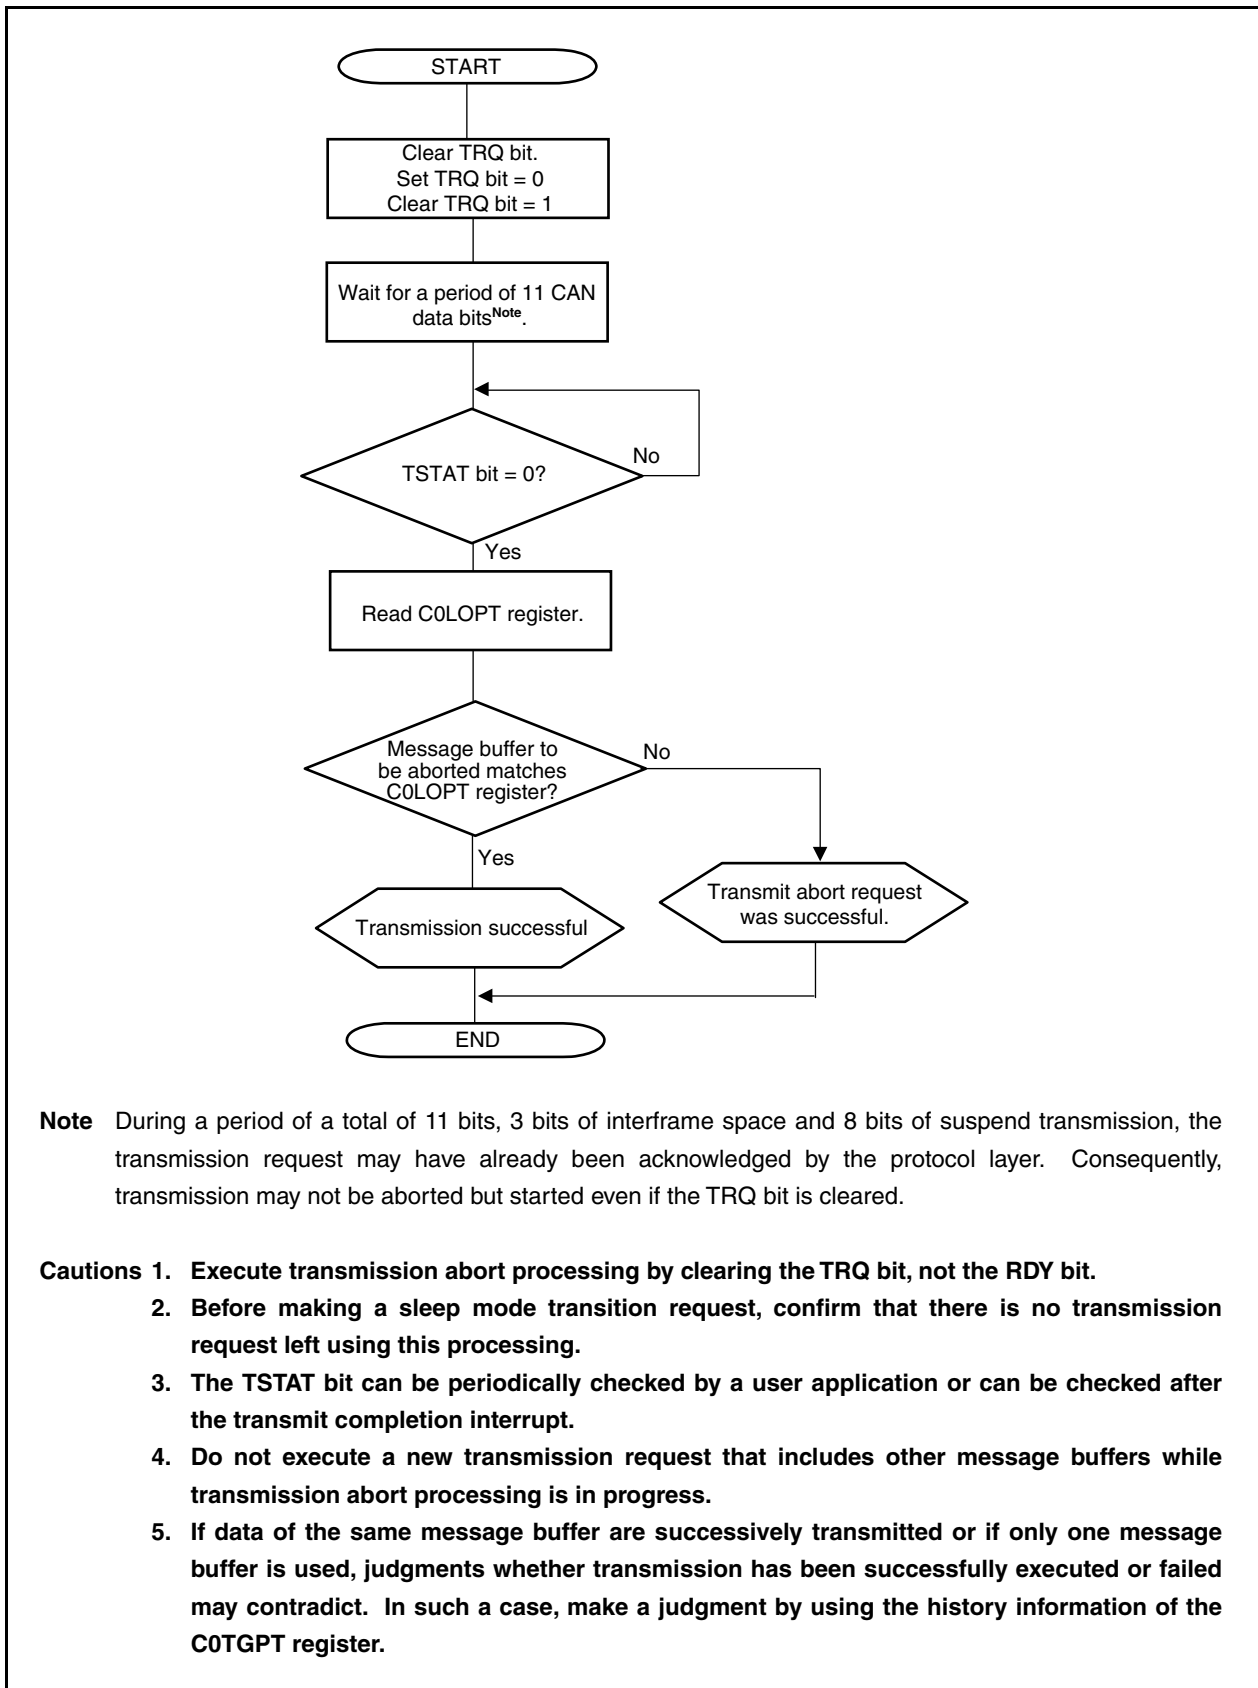 START
Clear TRQ bit.
Set TRQ bit = 0
Clear TRQ bit = 1
Wait for a period of 11 CAN
data bitsNote.
TSTAT bit = 0?
No
Yes
Read C0LOPT register.
Message buffer to
be aborted matches
C0LOPT register?
No
Yes
Transmit abort request
was successful.
Transmission successful
END
Note During a period of a total of 11 bits, 3 bits of interframe space and 8 bits of suspend transmission, the
transmission request may have already been acknowledged by the protocol layer. Consequently,
transmission may not be aborted but started even if the TRQ bit is cleared.
Cautions 1. Execute transmission abort processing by clearing the TRQ bit, not the RDY bit.
2. Before making a sleep mode transition request, confirm that there is no transmission
request left using this processing.
3. The TSTAT bit can be periodically checked by a user application or can be checked after
the transmit completion interrupt.
4. Do not execute a new transmission request that includes other message buffers while
transmission abort processing is in progress.
5. If data of the same message buffer are successively transmitted or if only one message
buffer is used, judgments whether transmission has been successfully executed or failed
may contradict. In such a case, make a judgment by using the history information of the
C0TGPT register.